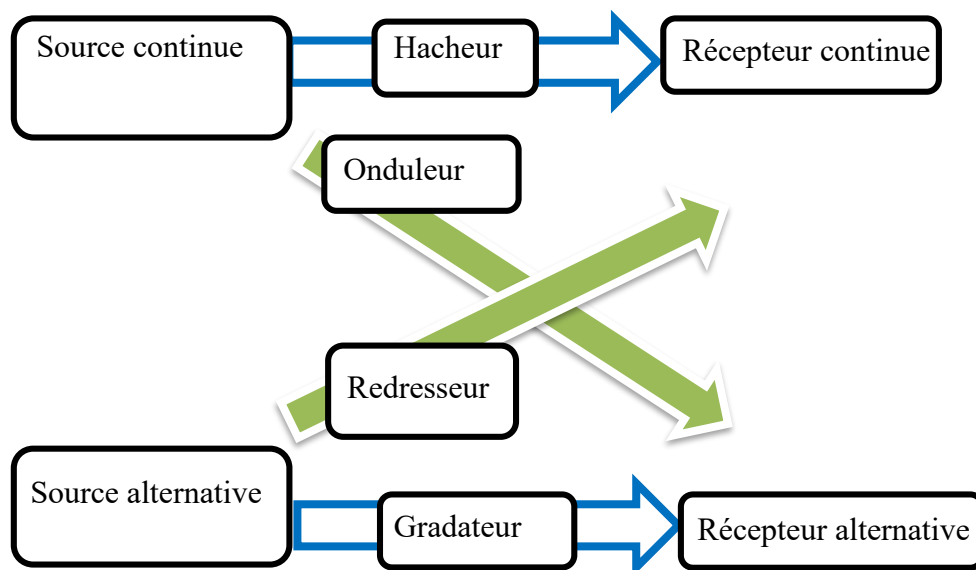 Source continue
Hacheur
Récepteur continue
Onduleur
Redresseur
Source alternative
Gradateur
Récepteur alternative